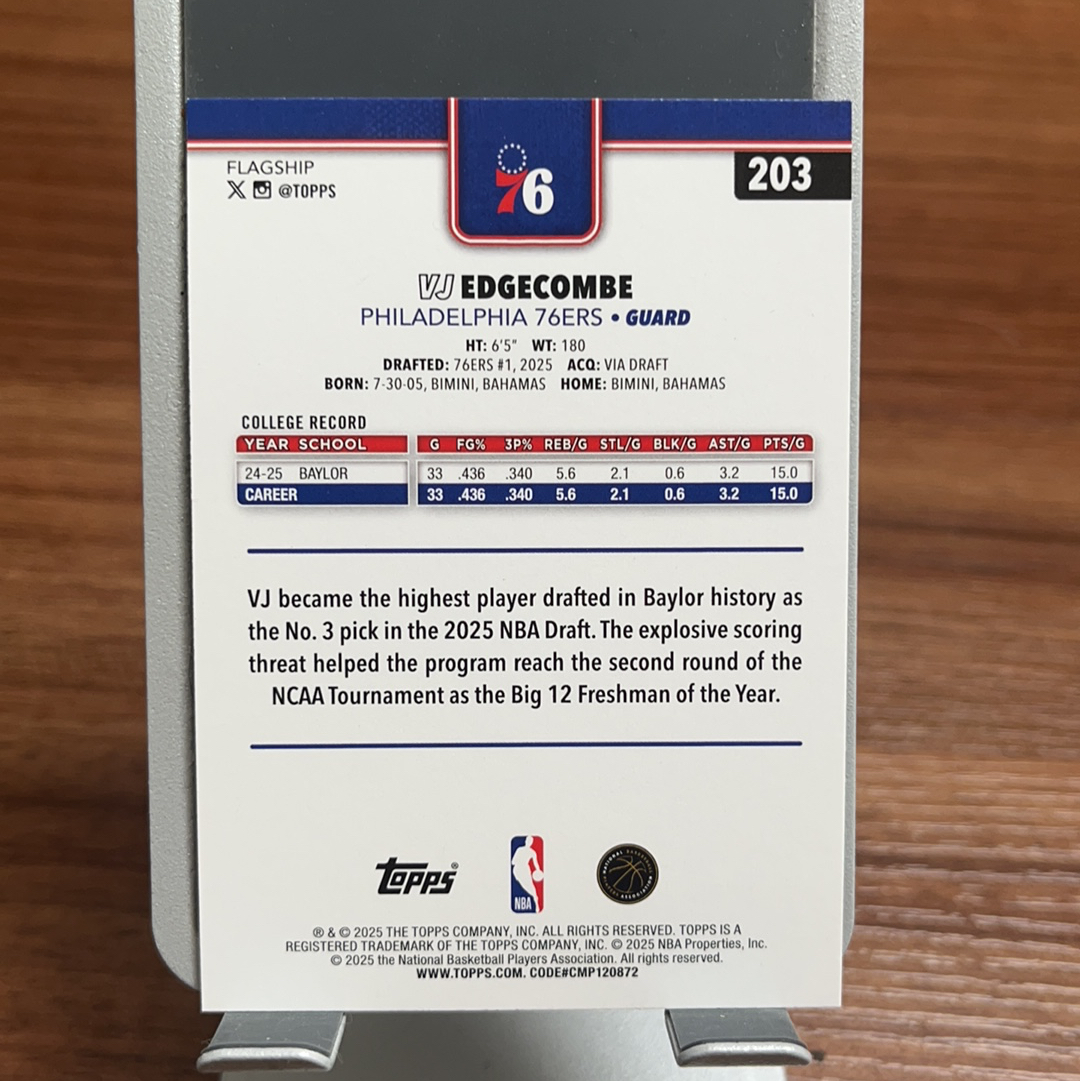 FLAGSHIP
X @TOPPS
76
203
VJ EDGECOMBE
PHILADELPHIA 76ERS • GUARD
HT: 6'5" WT: 180
DRAFTED: 76ERS #1, 2025 ACQ: VIA DRAFT
BORN: 7-30-05, BIMINI, BAHAMAS HOME: BIMINI, BAHAMAS
COLLEGE RECORD
YEAR SCHOOL G FG% 3P% REB/G STL/G BLK/G AST/G PTS/G
24-25 BAYLOR 33 .436 .340 5.6 2.1 0.6 3.2 15.0
CAREER 33 .436 .340 5.6 2.1 0.6 3.2 15.0
VJ became the highest player drafted in Baylor history as
the No. 3 pick in the 2025 NBA Draft. The explosive scoring
threat helped the program reach the second round of the
NCAA Tournament as the Big 12 Freshman of the Year.
Topps®
NBA
® & © 2025 THE TOPPS COMPANY, INC. ALL RIGHTS RESERVED. TOPPS IS A
REGISTERED TRADEMARK OF THE TOPPS COMPANY, INC. © 2025 NBA Properties, Inc.
© 2025 the National Basketball Players Association. All rights reserved.
WWW.TOPPS.COM. CODE#CMP120872